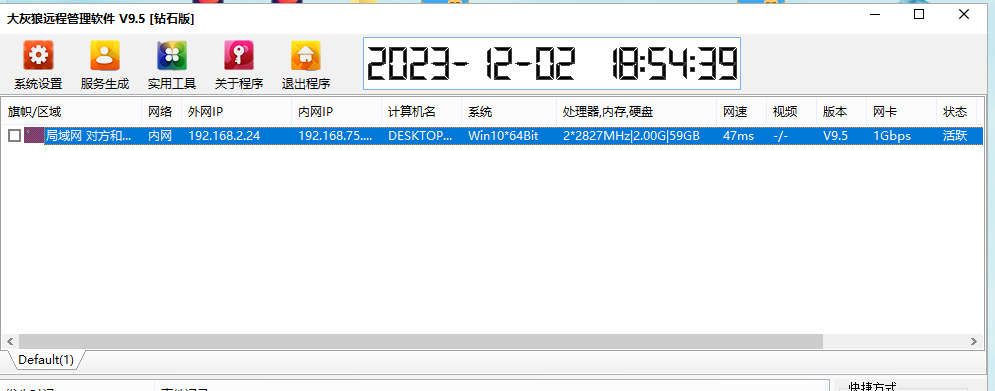 大灰狼远程管理软件 V9.5 [钻石版]
系统设置 服务生成 实用工具 关于程序 退出程序 2023-12-02 18:54:39
旗帜/区域 网络 外网IP 内网IP 计算机名 系统 处理器,内存,硬盘 网速 视频 版本 网卡 状态
局域网 对方和... 内网 192.168.2.24 192.168.75.... DESKTOP... Win10*64Bit 2*2827MHz|2.00G|59GB 47ms -/- V9.5 1Gbps 活跃
Default(1)
快捷方式